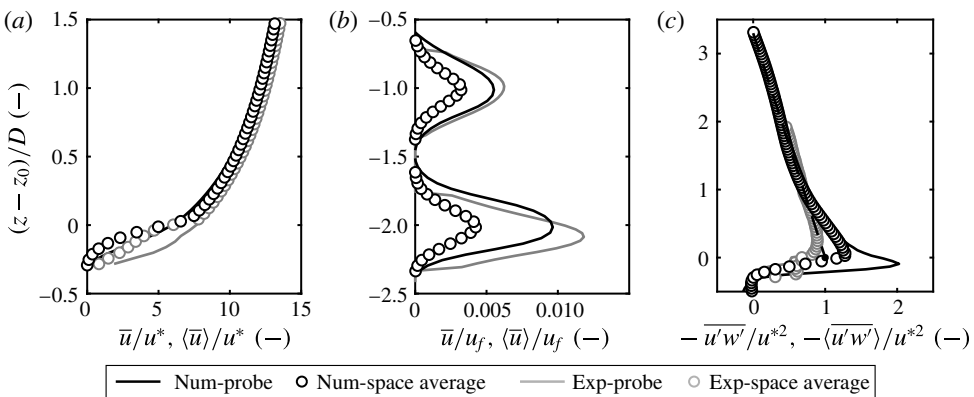 (a) (b) (c)
(z − z₀)/D (−)
1.5
1.0
0.5
0
−0.5
0 5 10 15
u̅/u*, ⟨u̅⟩/u* (−)
−0.5
−1.0
−1.5
−2.0
−2.5
0 0.005 0.010
u̅/u_f, ⟨u̅⟩/u_f (−)
3
2
1
0
0 1 2
−u′w′̅/u*², −⟨u′w′̅⟩/u*² (−)
Num-probe Num-space average Exp-probe Exp-space average